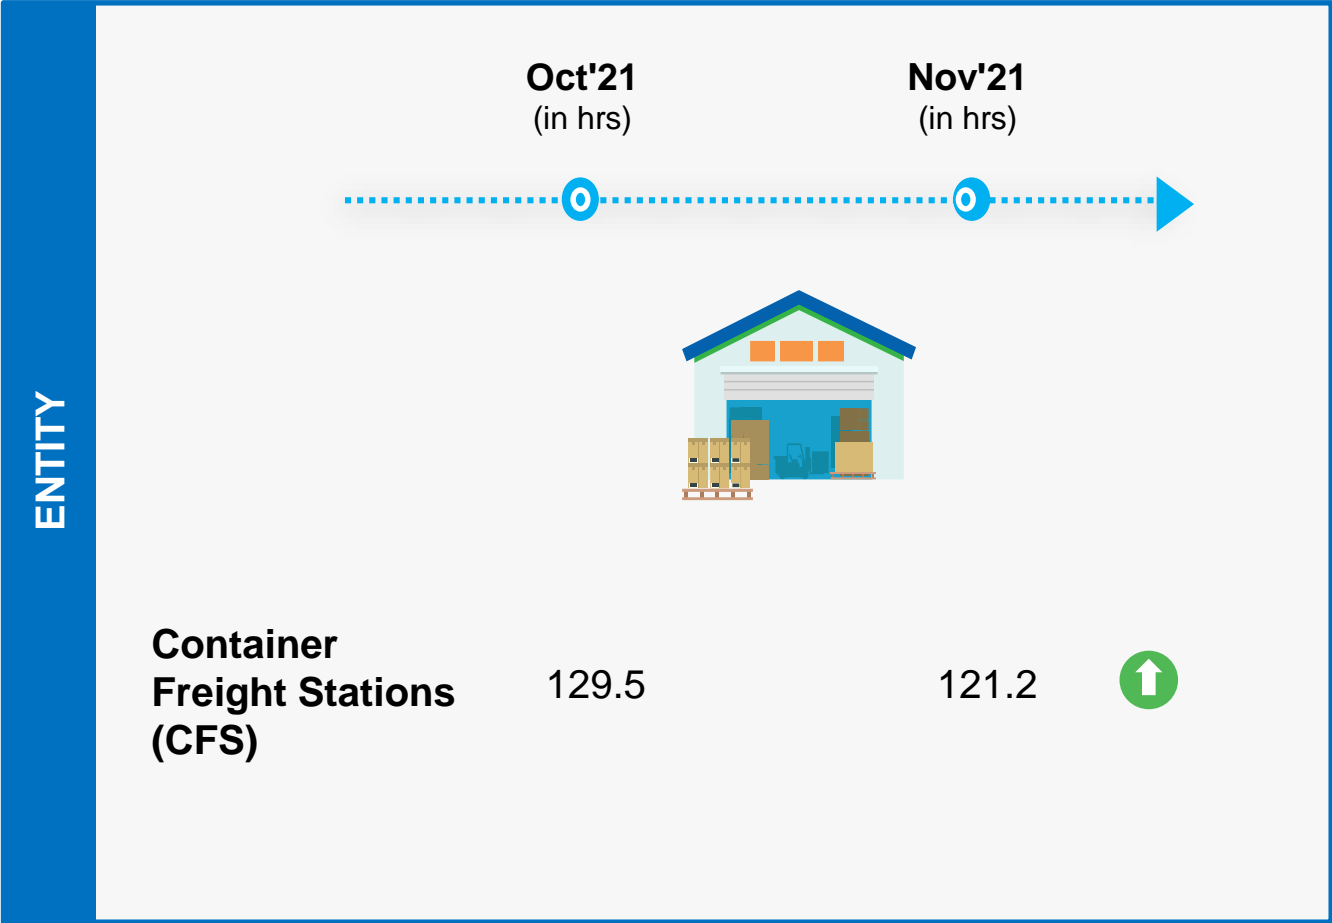 Oct'21
(in hrs)
Nov'21
(in hrs)
ENTITY
Container
Freight Stations
(CFS)
129.5
121.2